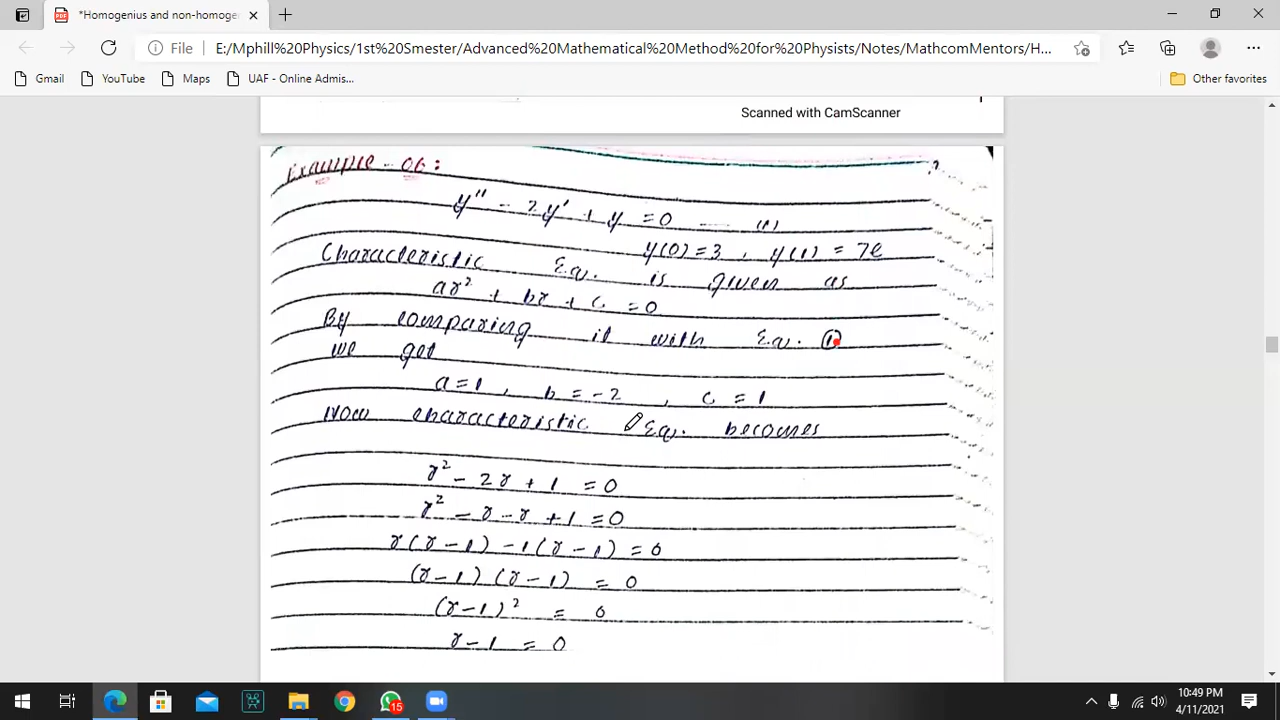 *Homogenius and non-homoge
File
E:/Mphill%20Physics/1st%20Smester/Advanced%20Mathematical%20Method%20for%20Physists/Notes/MathcomMentors/H...
Gmail
YouTube
Maps
UAF - Online Admis...
Other favorites
Scanned with CamScanner
Example - 06:
y'' - 2y' + y = 0 --- (1)
y(0) = 3 , y(1) = 7e
Characteristic Eq. is given as
ar² + br + c = 0
By comparing it with Eq. ①
we get
a = 1 , b = -2 , c = 1
Now characteristic Eq. becomes
r² - 2r + 1 = 0
r² - r - r + 1 = 0
r(r-1) - 1(r-1) = 0
(r-1) (r-1) = 0
(r-1)² = 0
r-1 = 0
15
10:49 PM
4/11/2021